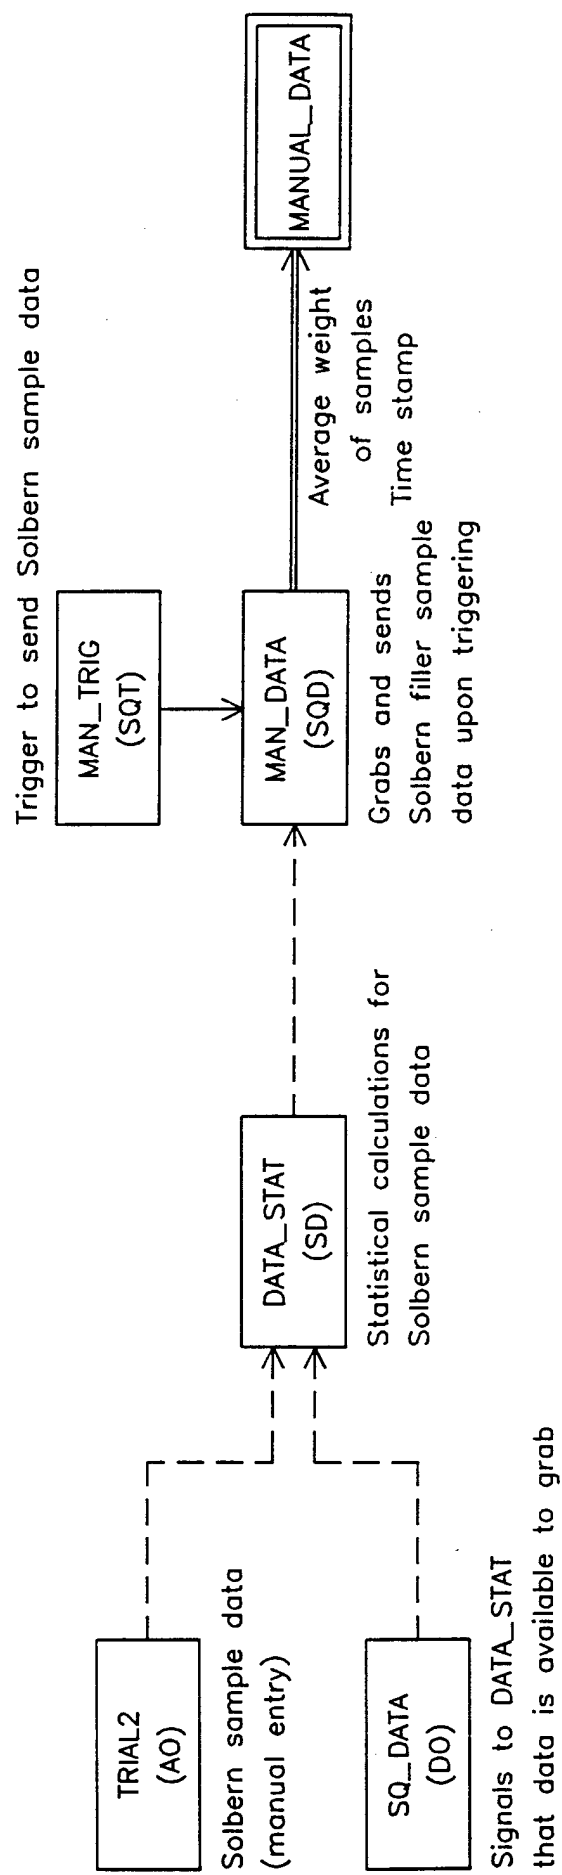 TRIAL2
(AO)
Solbern sample data
(manual entry)
SQ_DATA
(DO)
Signals to DATA_STAT
that data is available to grab
DATA_STAT
(SD)
Statistical calculations for
Solbern sample data
Trigger to send Solbern sample data
MAN_TRIG
(SQT)
MAN_DATA
(SQD)
Grabs and sends
Solbern filler sample
data upon triggering
Average weight
of samples
Time stamp
MANUAL_DATA